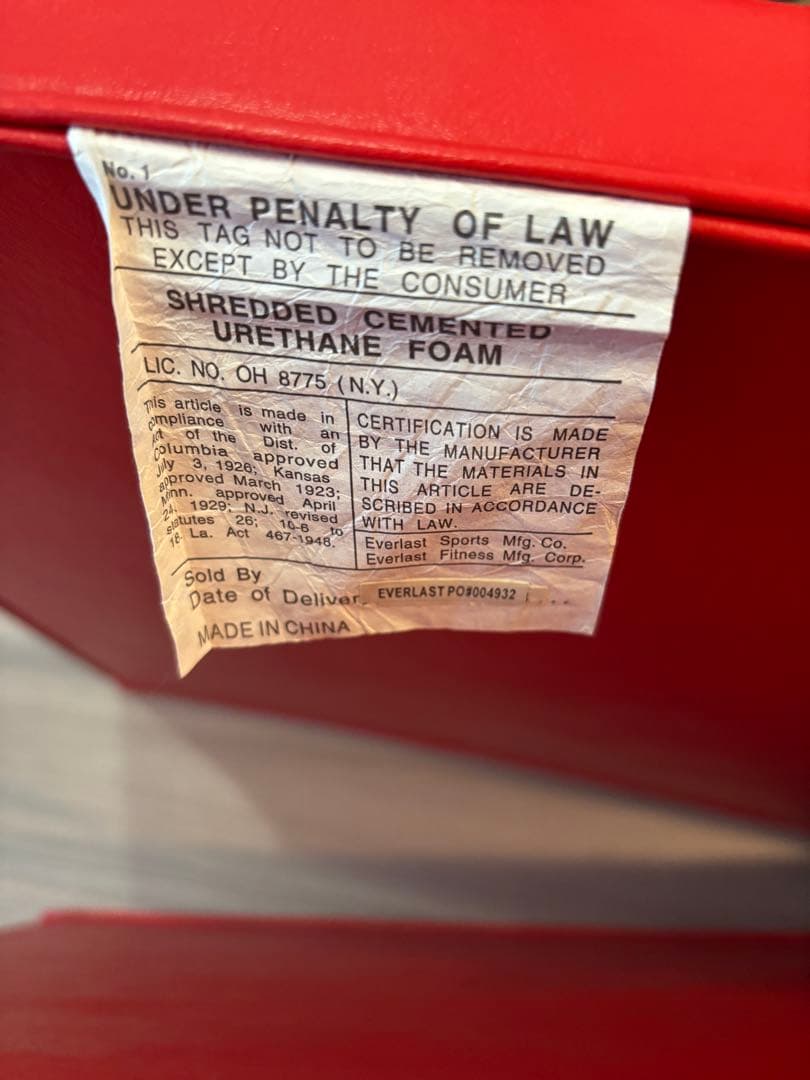 No. 1
UNDER PENALTY OF LAW
THIS TAG NOT TO BE REMOVED
EXCEPT BY THE CONSUMER
SHREDDED CEMENTED
URETHANE FOAM
LIC. NO. OH 8775 (N.Y.)
This article is made in
compliance with an
Act of the Dist. of
Columbia approved
July 3, 1926; Kansas
approved March 1923;
Minn. approved April
24, 1929; N.J. revised
statutes 26; 10-6 to
18 La. Act 467-1948.
CERTIFICATION IS MADE
BY THE MANUFACTURER
THAT THE MATERIALS IN
THIS ARTICLE ARE DE-
SCRIBED IN ACCORDANCE
WITH LAW.
Everlast Sports Mfg. Co.
Everlast Fitness Mfg. Corp.
Sold By
Date of Deliver
EVERLAST PO#004932
MADE IN CHINA